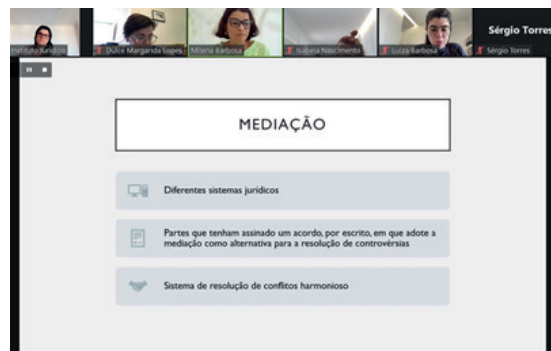 Sérgio Torres
Instituto Jurídico
Dulce Margarida Lopes
Milena Barbosa
Isabela Nascimento
Luiza Barbosa
Sérgio Torres
MEDIAÇÃO
Diferentes sistemas jurídicos
Partes que tenham assinado um acordo, por escrito, em que adote a
mediação como alternativa para a resolução de controvérsias
Sistema de resolução de conflitos harmonioso